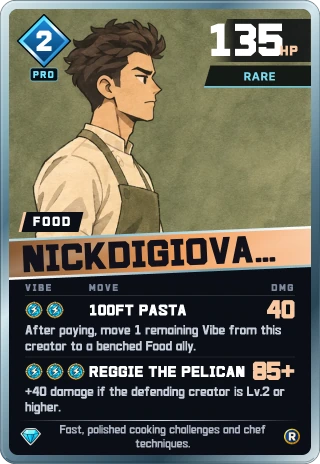 2
PRO
135HP
RARE
FOOD
NICKDIGIOVA...
VIBE MOVE DMG
100FT PASTA 40
After paying, move 1 remaining Vibe from this
creator to a benched Food ally.
REGGIE THE PELICAN 85+
+40 damage if the defending creator is Lv.2 or
higher.
Fast, polished cooking challenges and chef
techniques.
R